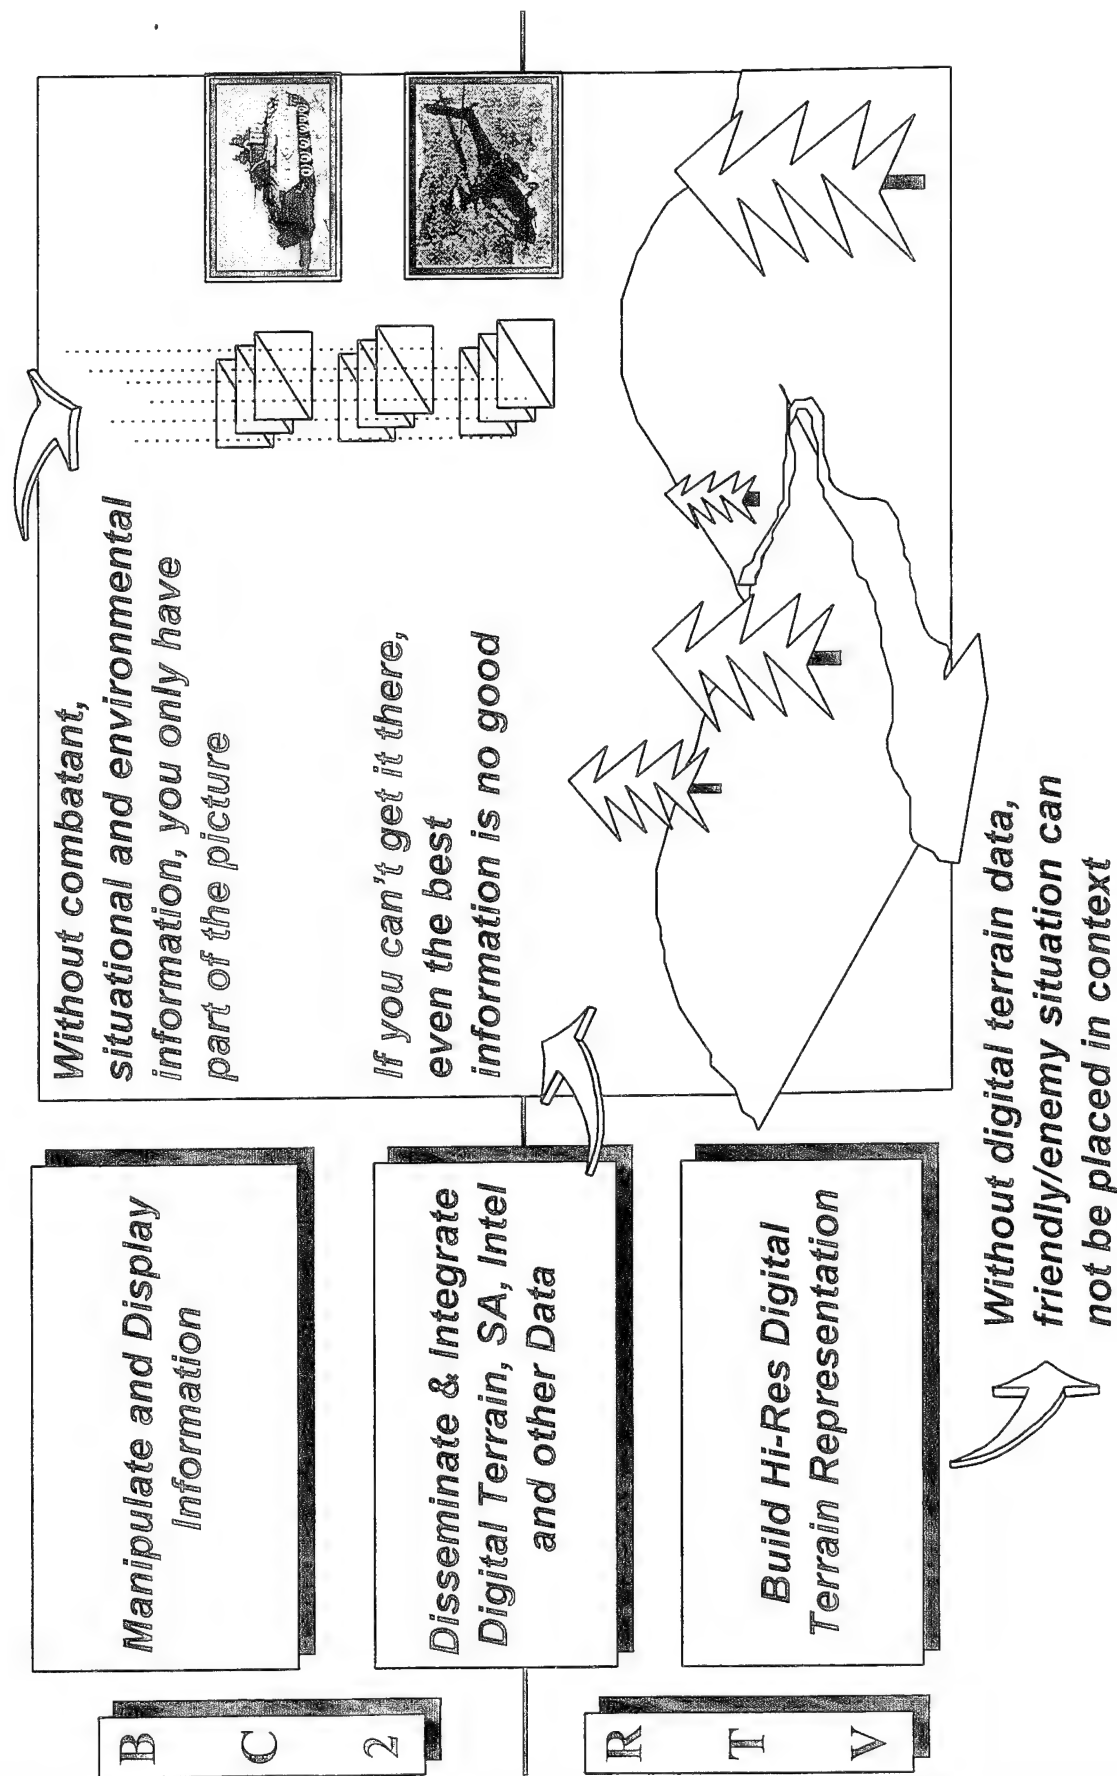 B
C
2
R
T
V
Manipulate and Display
Information
Disseminate & Integrate
Digital Terrain, SA, Intel
and other Data
Build Hi-Res Digital
Terrain Representation
Without combatant,
situational and environmental
information, you only have
part of the picture
If you can't get it there,
even the best
information is no good
Without digital terrain data,
friendly/enemy situation can
not be placed in context